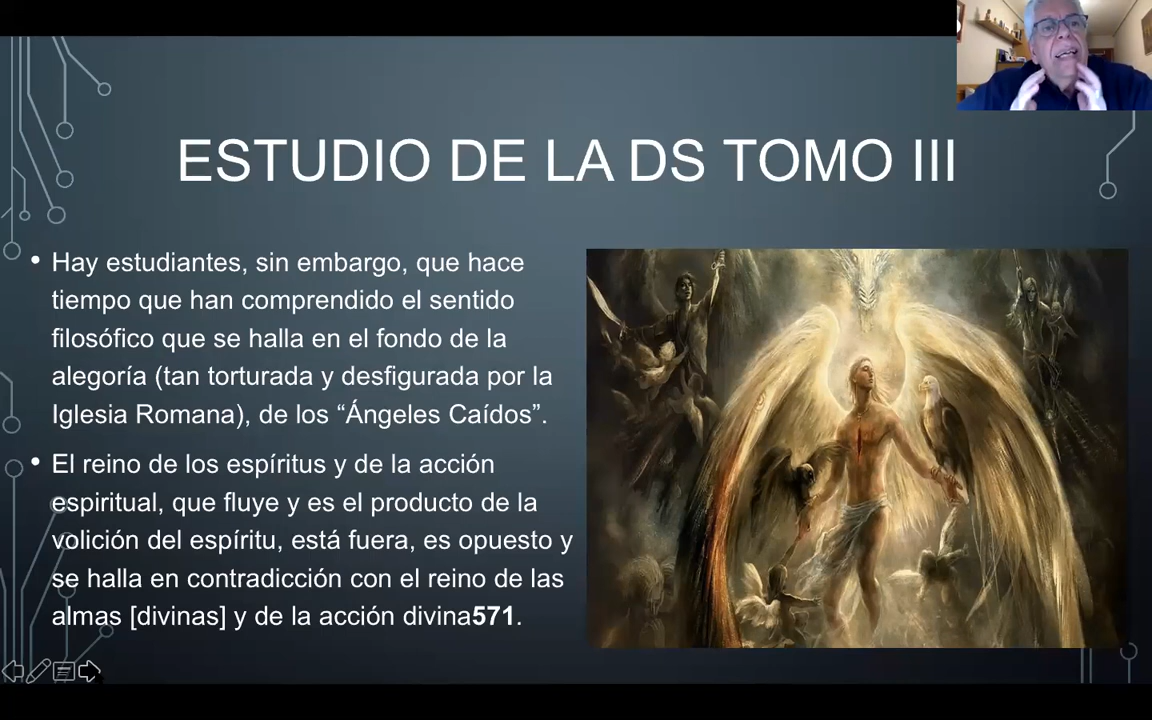 ESTUDIO DE LA DS TOMO III
• Hay estudiantes, sin embargo, que hace
tiempo que han comprendido el sentido
filosófico que se halla en el fondo de la
alegoría (tan torturada y desfigurada por la
Iglesia Romana), de los “Ángeles Caídos”.
• El reino de los espíritus y de la acción
espiritual, que fluye y es el producto de la
volición del espíritu, está fuera, es opuesto y
se halla en contradicción con el reino de las
almas [divinas] y de la acción divina571.